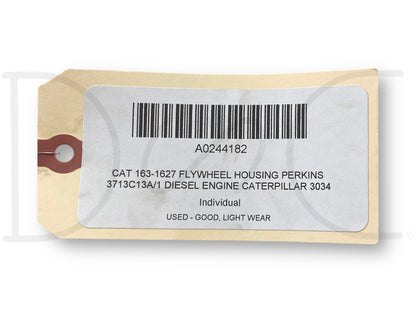 A0244182
CAT 163-1627 FLYWHEEL HOUSING PERKINS
3713C13A/1 DIESEL ENGINE CATERPILLAR 3034
Individual
USED - GOOD, LIGHT WEAR